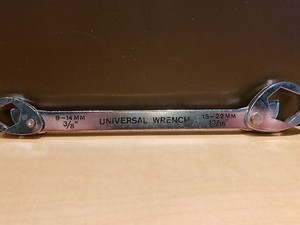 9-14MM
3/8"
UNIVERSAL WRENCH
15-22MM